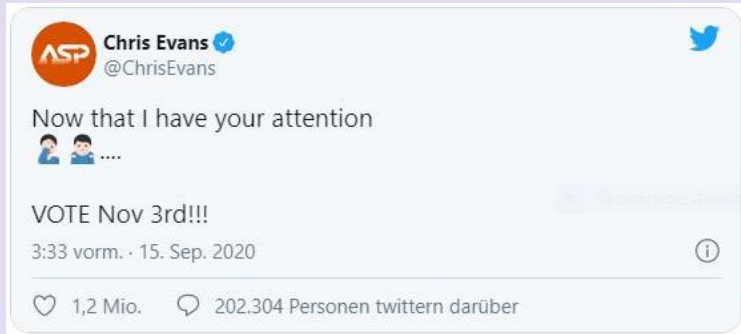 ASP
Chris Evans
@ChrisEvans
Now that I have your attention
🤦🏻‍♂️ 🤷🏻‍♂️....
VOTE Nov 3rd!!!
3:33 vorm. · 15. Sep. 2020
1,2 Mio.
202.304 Personen twittern darüber